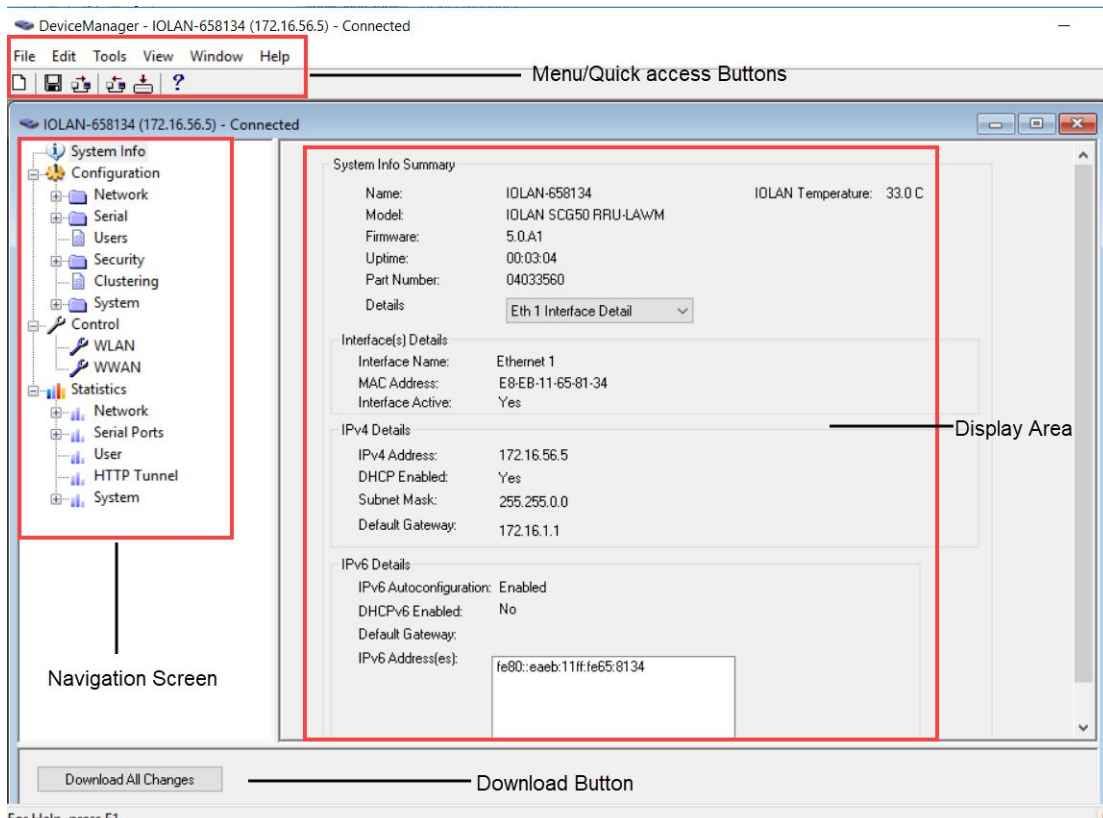 DeviceManager - IOLAN-658134 (172.16.56.5) - Connected
File Edit Tools View Window Help
?
Menu/Quick access Buttons
IOLAN-658134 (172.16.56.5) - Connected
System Info
Configuration
Network
Serial
Users
Security
Clustering
System
Control
WLAN
WWAN
Statistics
Network
Serial Ports
User
HTTP Tunnel
System
Navigation Screen
System Info Summary
Name: IOLAN-658134 IOLAN Temperature: 33.0 C
Model: IOLAN SCG50 RRU-LAWM
Firmware: 5.0.A1
Uptime: 00:03:04
Part Number: 04033560
Details Eth 1 Interface Detail
Interface(s) Details
Interface Name: Ethernet 1
MAC Address: E8-EB-11-65-81-34
Interface Active: Yes
IPv4 Details
IPv4 Address: 172.16.56.5
DHCP Enabled: Yes
Subnet Mask: 255.255.0.0
Default Gateway: 172.16.1.1
IPv6 Details
IPv6 Autoconfiguration: Enabled
DHCPv6 Enabled: No
Default Gateway:
IPv6 Address(es): fe80::eaeb:11ff:fe65:8134
Display Area
Download All Changes
Download Button
For Help, press F1